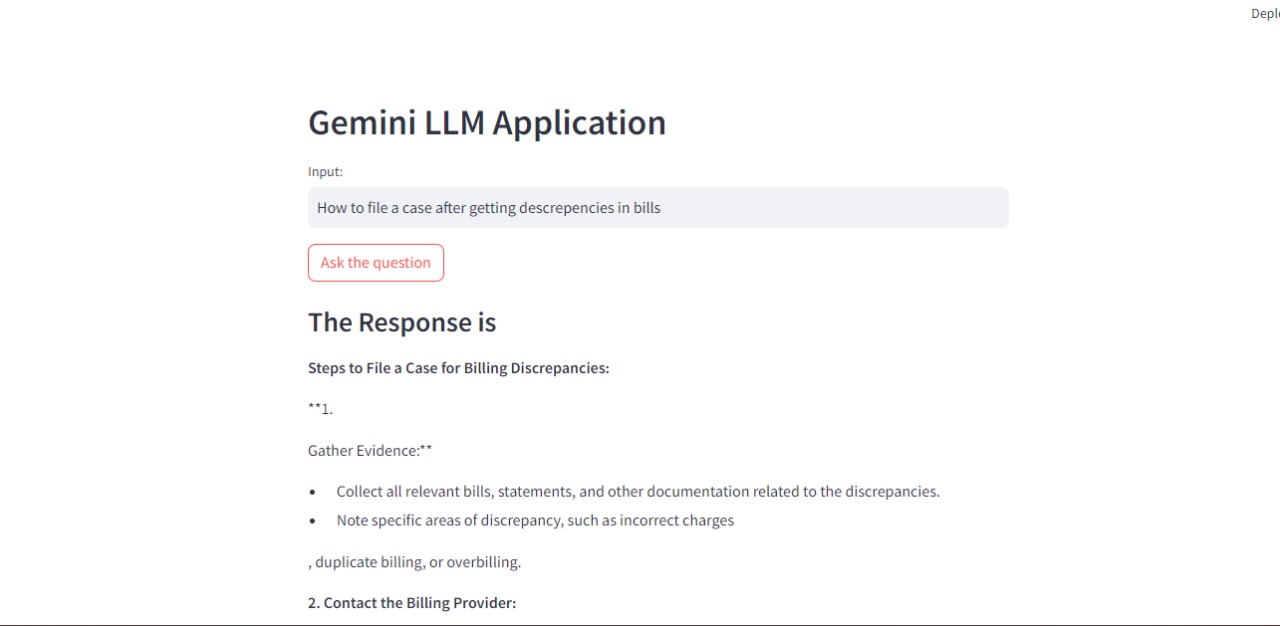 Gemini LLM Application
Input:
How to file a case after getting descrepencies in bills
Ask the question
The Response is
Steps to File a Case for Billing Discrepancies:
**1.
Gather Evidence:**
• Collect all relevant bills, statements, and other documentation related to the discrepancies.
• Note specific areas of discrepancy, such as incorrect charges
, duplicate billing, or overbilling.
2. Contact the Billing Provider: